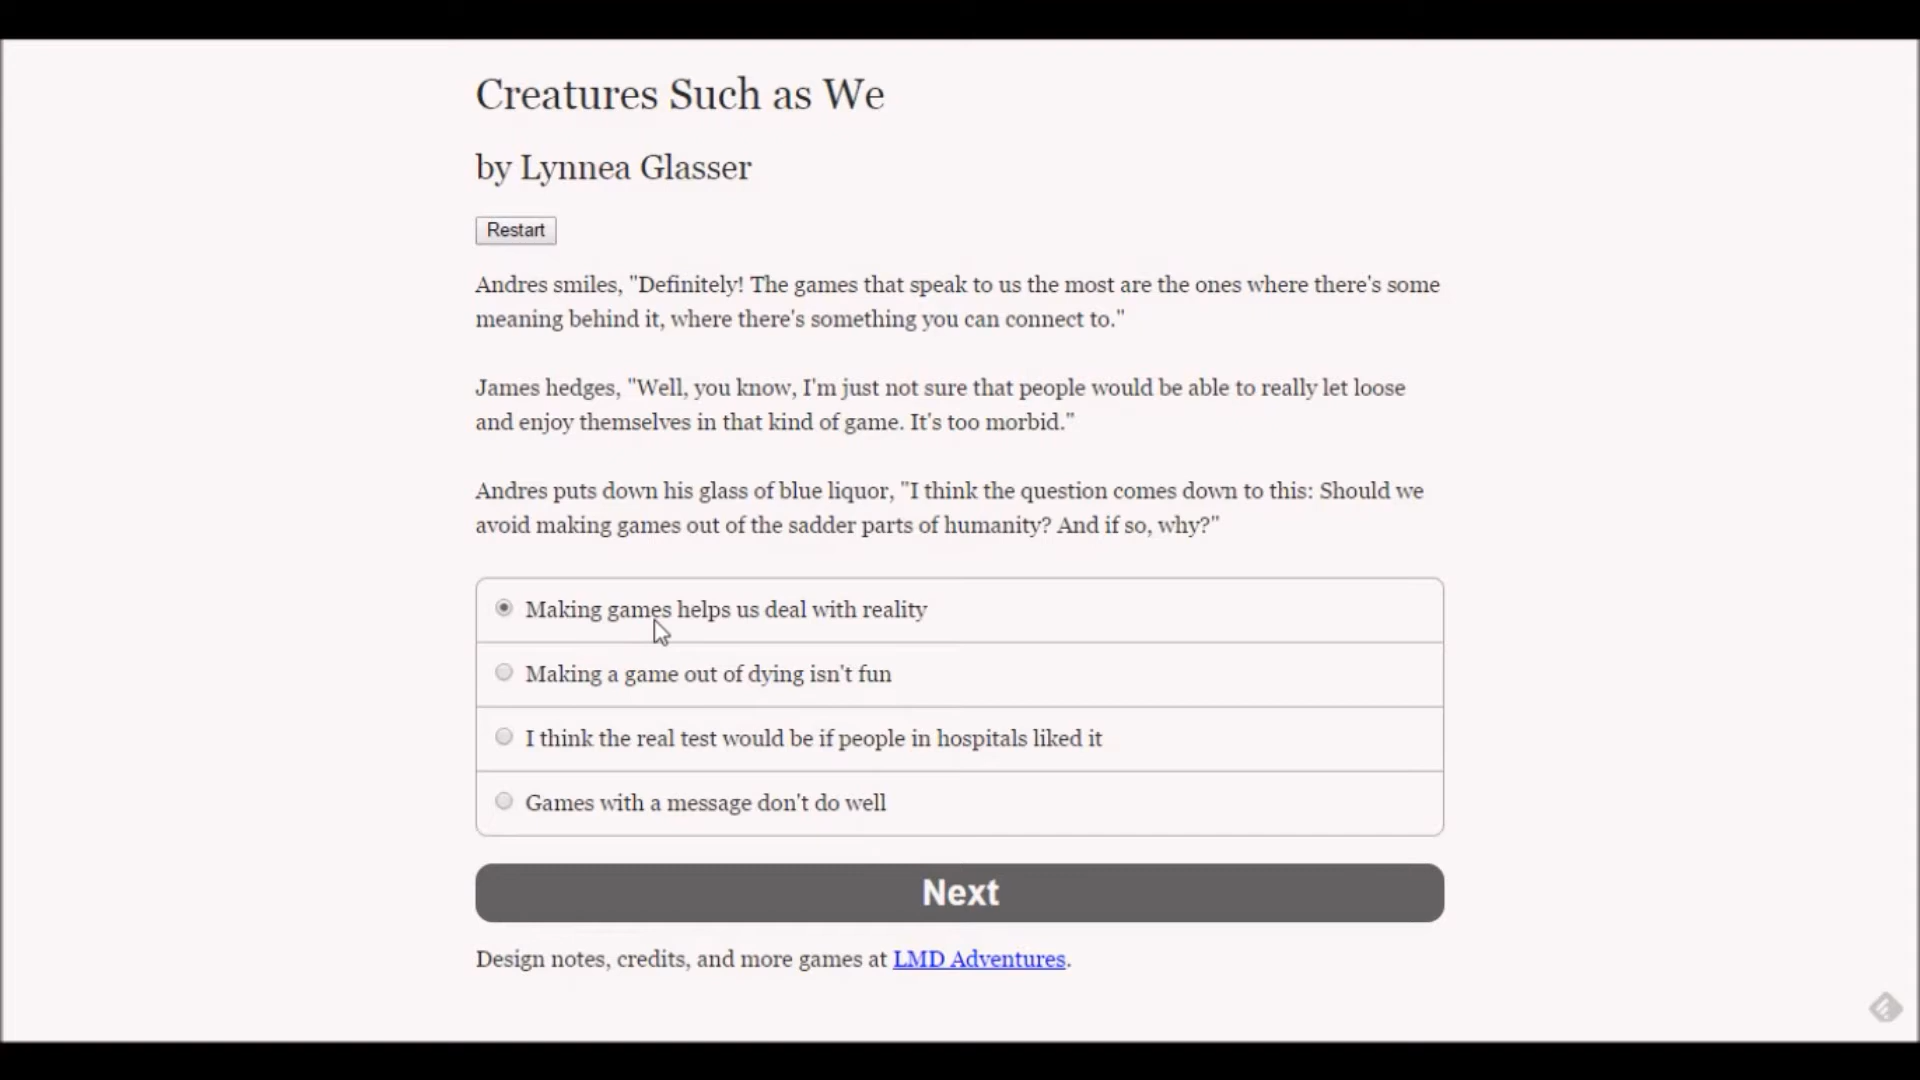 Creatures Such as We
by Lynnea Glasser
Restart
Andres smiles, "Definitely! The games that speak to us the most are the ones where there's some
meaning behind it, where there's something you can connect to."
James hedges, "Well, you know, I'm just not sure that people would be able to really let loose
and enjoy themselves in that kind of game. It's too morbid."
Andres puts down his glass of blue liquor, "I think the question comes down to this: Should we
avoid making games out of the sadder parts of humanity? And if so, why?"
Making games helps us deal with reality
Making a game out of dying isn't fun
I think the real test would be if people in hospitals liked it
Games with a message don't do well
Next
Design notes, credits, and more games at LMD Adventures.